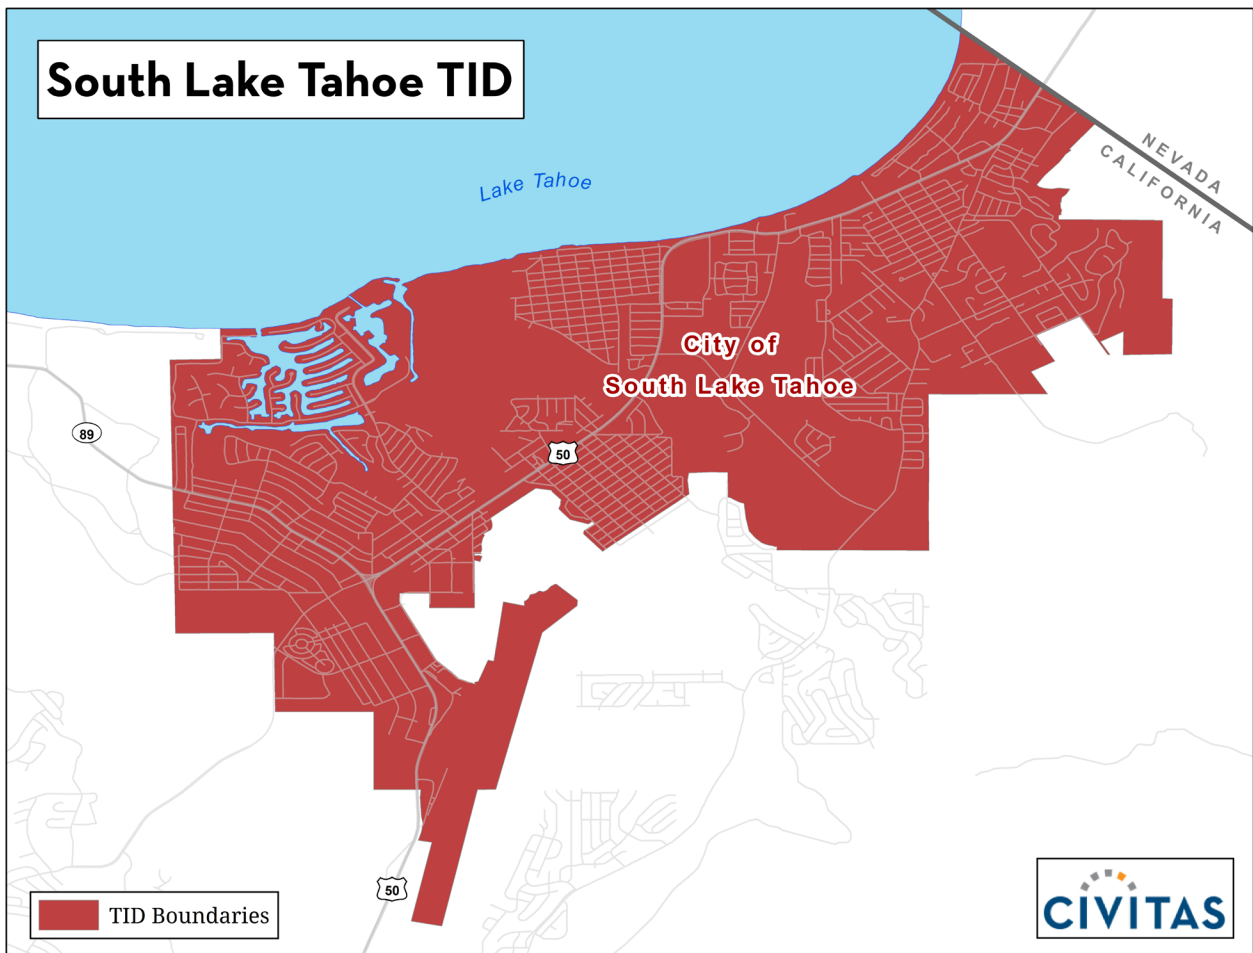 South Lake Tahoe TID
Lake Tahoe
NEVADA
CALIFORNIA
City of
South Lake Tahoe
89
50
50
TID Boundaries
CIVITAS